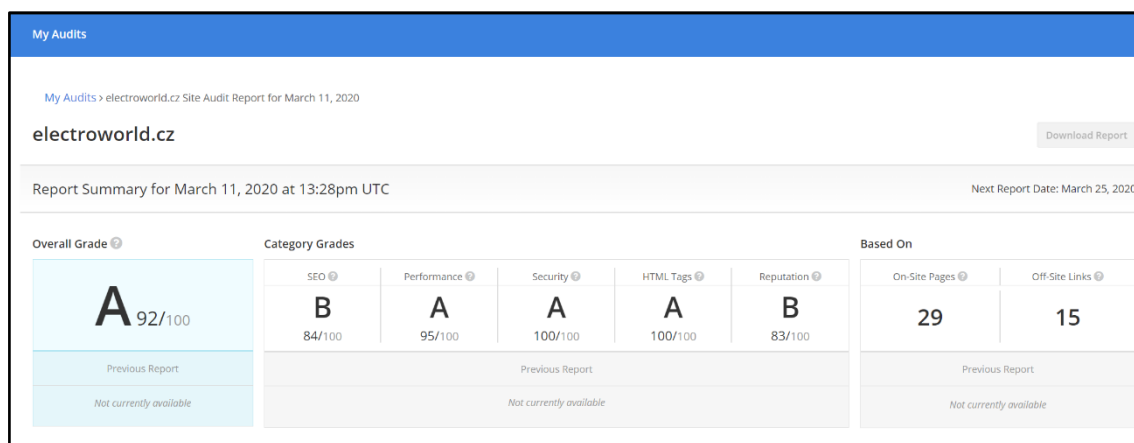 My Audits
My Audits › electroworld.cz Site Audit Report for March 11, 2020
electroworld.cz
Download Report
Report Summary for March 11, 2020 at 13:28pm UTC
Next Report Date: March 25, 2020
Overall Grade ?
Category Grades
Based On
SEO ? Performance ? Security ? HTML Tags ? Reputation ?
On-Site Pages ? Off-Site Links ?
A 92/100
B A A A B
84/100 95/100 100/100 100/100 83/100
29 15
Previous Report Previous Report Previous Report
Not currently available Not currently available Not currently available